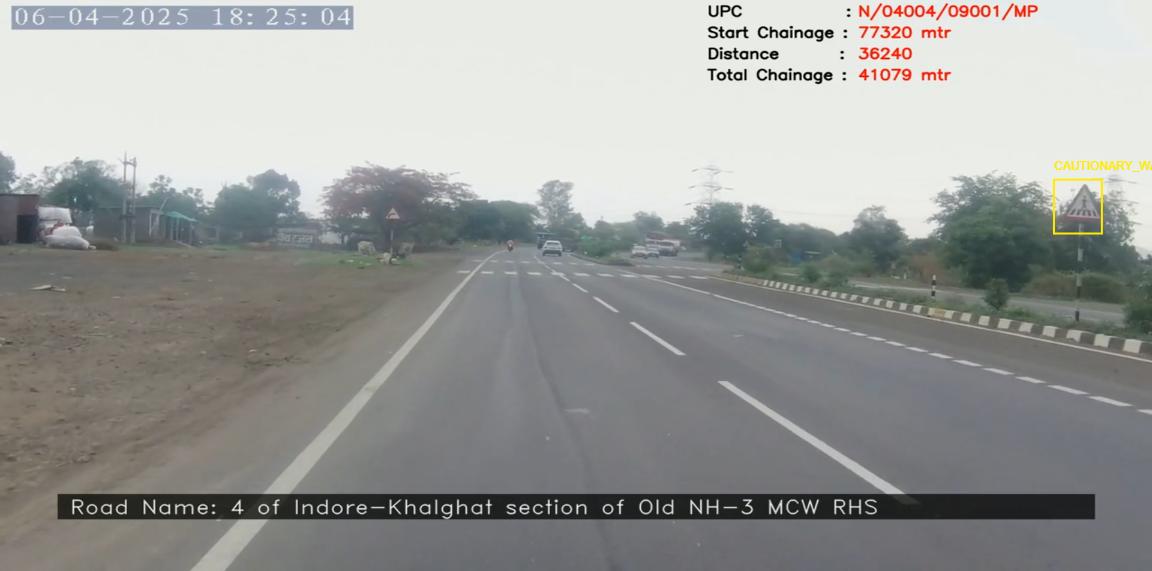 06-04-2025 18:25:04
UPC : N/04004/09001/MP
Start Chainage : 77320 mtr
Distance : 36240
Total Chainage : 41079 mtr
CAUTIONARY_WA
Road Name: 4 of Indore-Khalghat section of Old NH-3 MCW RHS